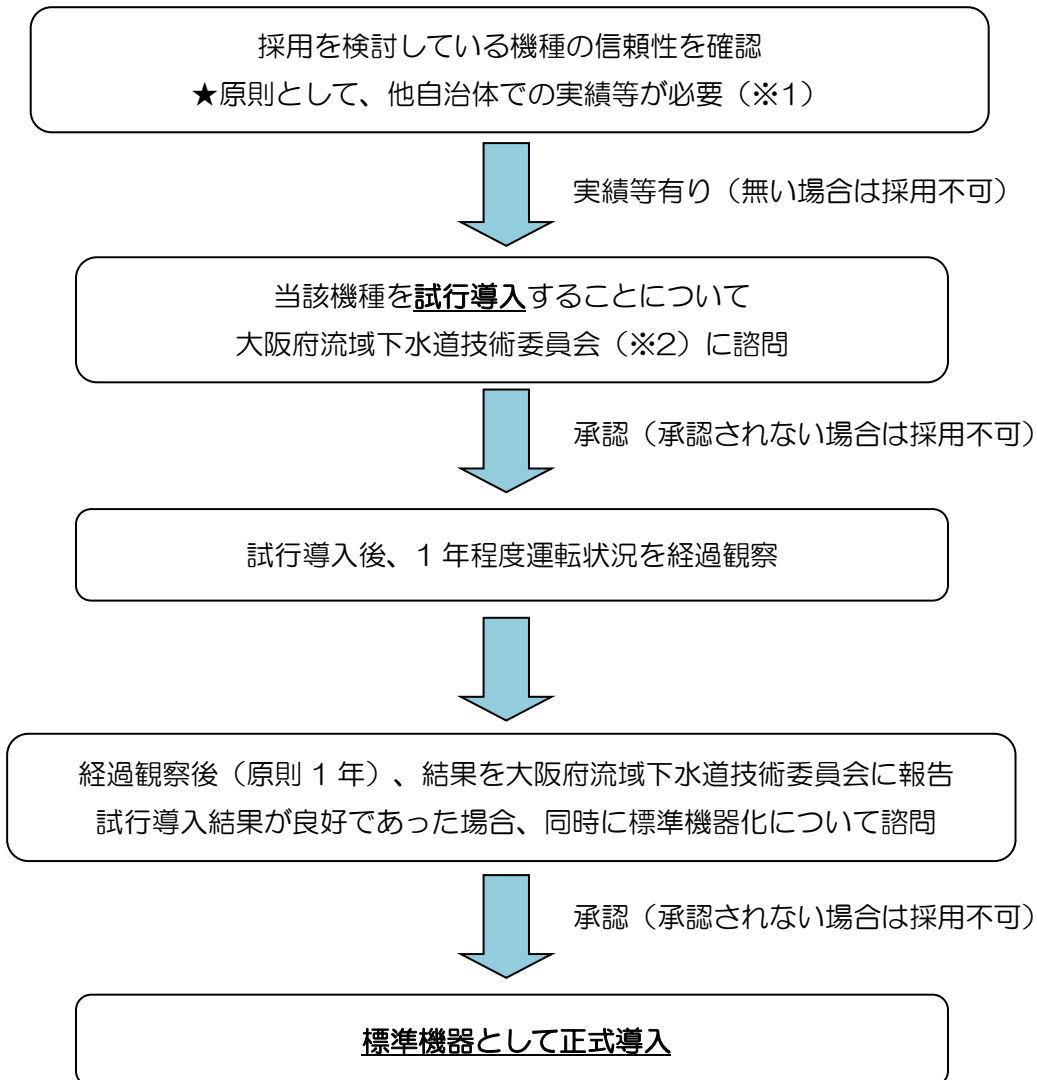 採用を検討している機種の信頼性を確認
★原則として、他自治体での実績等が必要（※1）
実績等有り（無い場合は採用不可）
当該機種を試行導入することについて
大阪府流域下水道技術委員会（※2）に諮問
承認（承認されない場合は採用不可）
試行導入後、1 年程度運転状況を経過観察
経過観察後（原則 1 年）、結果を大阪府流域下水道技術委員会に報告
試行導入結果が良好であった場合、同時に標準機器化について諮問
承認（承認されない場合は採用不可）
標準機器として正式導入